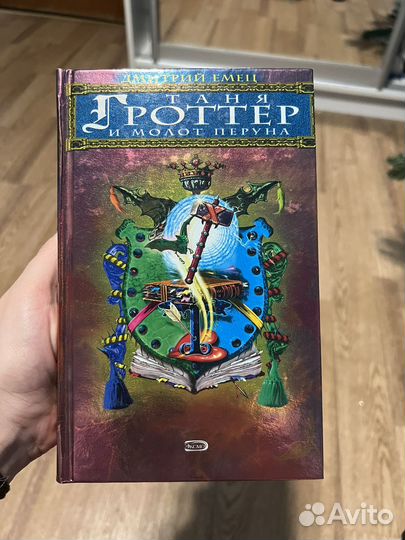 ДМИТРИЙ ЕМЕЦ
ТАНЯ
ГРОТТЕР
И МОЛОТ ПЕРУНА
ЭКСМО
Avito